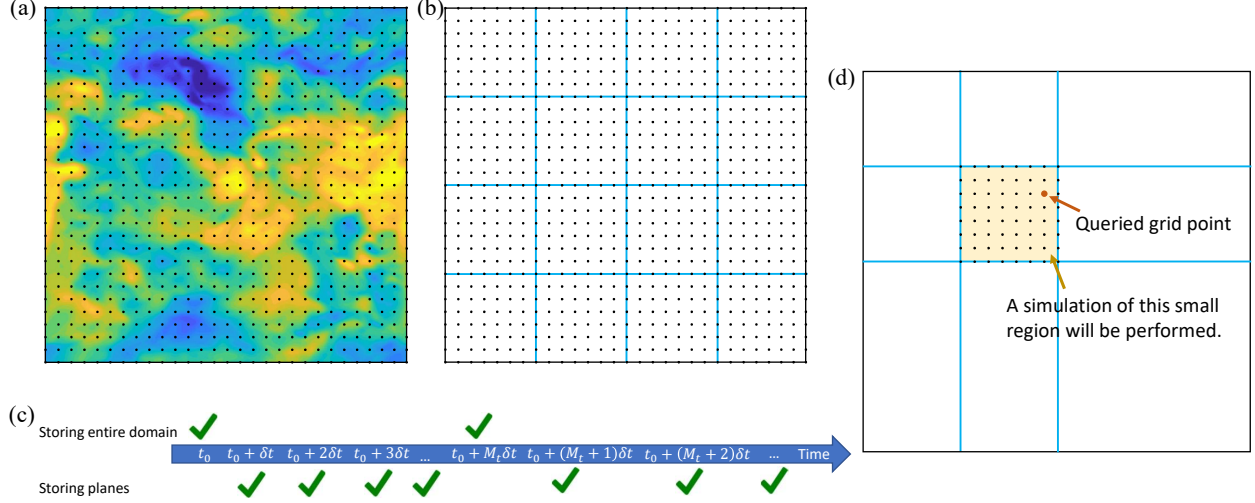 (a)
(b)
(d)
Queried grid point
A simulation of this small
region will be performed.
(c)
Storing entire domain
t₀ t₀ + δt t₀ + 2δt t₀ + 3δt ... t₀ + Mₜδt t₀ + (Mₜ + 1)δt t₀ + (Mₜ + 2)δt ... Time
Storing planes